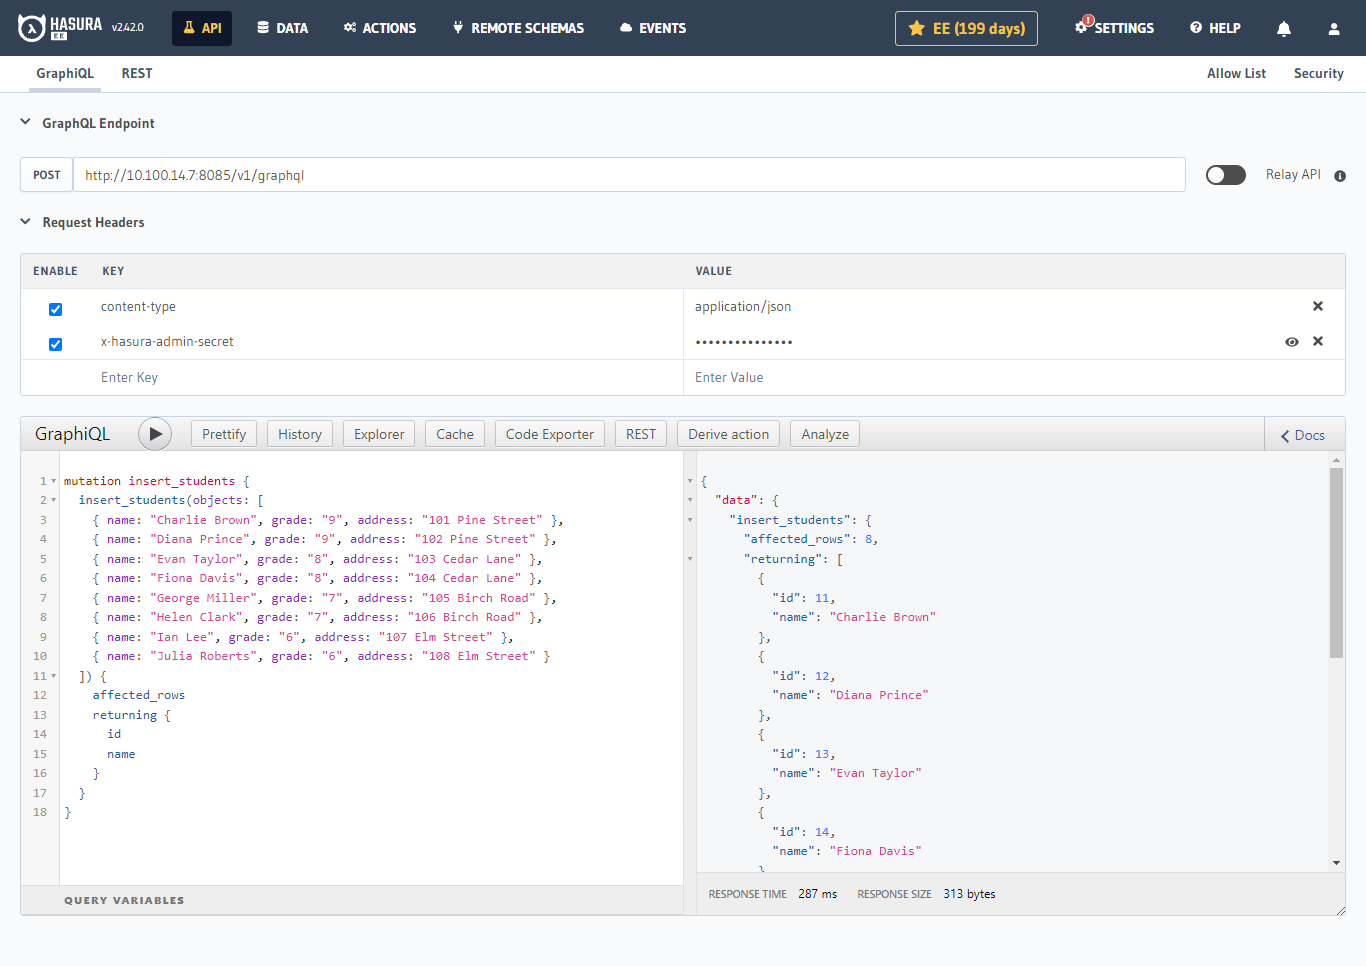 HASURA EE v2.42.0 API DATA ACTIONS REMOTE SCHEMAS EVENTS EE (199 days) ! SETTINGS HELP
GraphiQL REST Allow List Security
GraphQL Endpoint
POST http://10.100.14.7:8085/v1/graphql Relay API
Request Headers
ENABLE KEY VALUE
content-type application/json
x-hasura-admin-secret •••••••••••••••
Enter Key Enter Value
GraphiQL Prettify History Explorer Cache Code Exporter REST Derive action Analyze Docs
1 mutation insert_students {
2 insert_students(objects: [
3 { name: "Charlie Brown", grade: "9", address: "101 Pine Street" },
4 { name: "Diana Prince", grade: "9", address: "102 Pine Street" },
5 { name: "Evan Taylor", grade: "8", address: "103 Cedar Lane" },
6 { name: "Fiona Davis", grade: "8", address: "104 Cedar Lane" },
7 { name: "George Miller", grade: "7", address: "105 Birch Road" },
8 { name: "Helen Clark", grade: "7", address: "106 Birch Road" },
9 { name: "Ian Lee", grade: "6", address: "107 Elm Street" },
10 { name: "Julia Roberts", grade: "6", address: "108 Elm Street" }
11 ]) {
12 affected_rows
13 returning {
14 id
15 name
16 }
17 }
18 }
QUERY VARIABLES
{
"data": {
"insert_students": {
"affected_rows": 8,
"returning": [
{
"id": 11,
"name": "Charlie Brown"
},
{
"id": 12,
"name": "Diana Prince"
},
{
"id": 13,
"name": "Evan Taylor"
},
{
"id": 14,
"name": "Fiona Davis"
}
RESPONSE TIME 287 ms RESPONSE SIZE 313 bytes